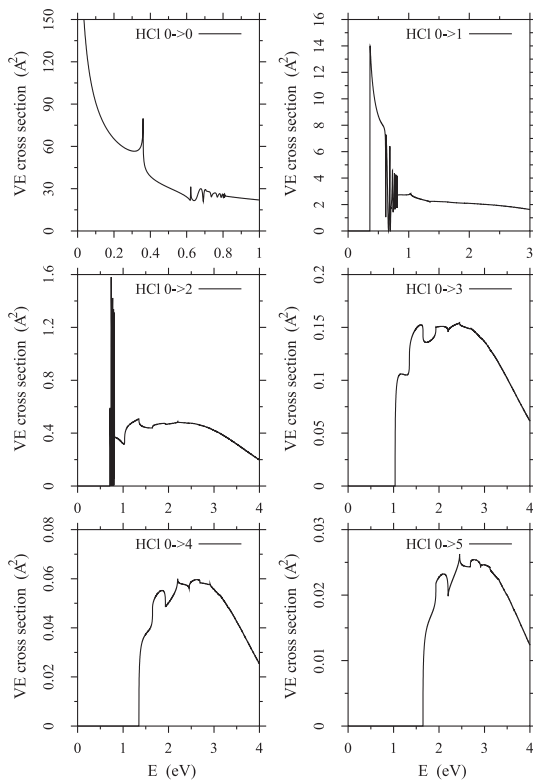 HCl 0->0
VE cross section (A²)
150
120
90
60
30
0
0 0.2 0.4 0.6 0.8 1
HCl 0->1
VE cross section (A²)
16
14
12
10
8
6
4
2
0
0 1 2 3
HCl 0->2
VE cross section (A²)
1.6
1.2
0.8
0.4
0
0 1 2 3 4
HCl 0->3
VE cross section (A²)
0.2
0.15
0.1
0.05
0
0 1 2 3 4
HCl 0->4
VE cross section (A²)
0.08
0.06
0.04
0.02
0
0 1 2 3 4
E (eV)
HCl 0->5
VE cross section (A²)
0.03
0.02
0.01
0
0 1 2 3 4
E (eV)